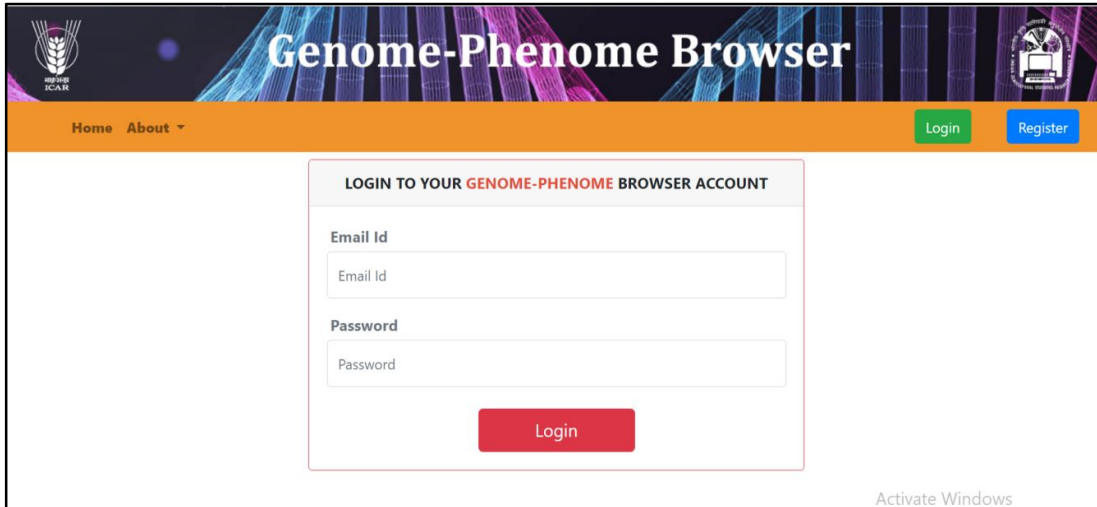 Genome-Phenome Browser
ICAR
Home About
Login
Register
LOGIN TO YOUR GENOME-PHENOME BROWSER ACCOUNT
Email Id
Email Id
Password
Password
Login
Activate Windows